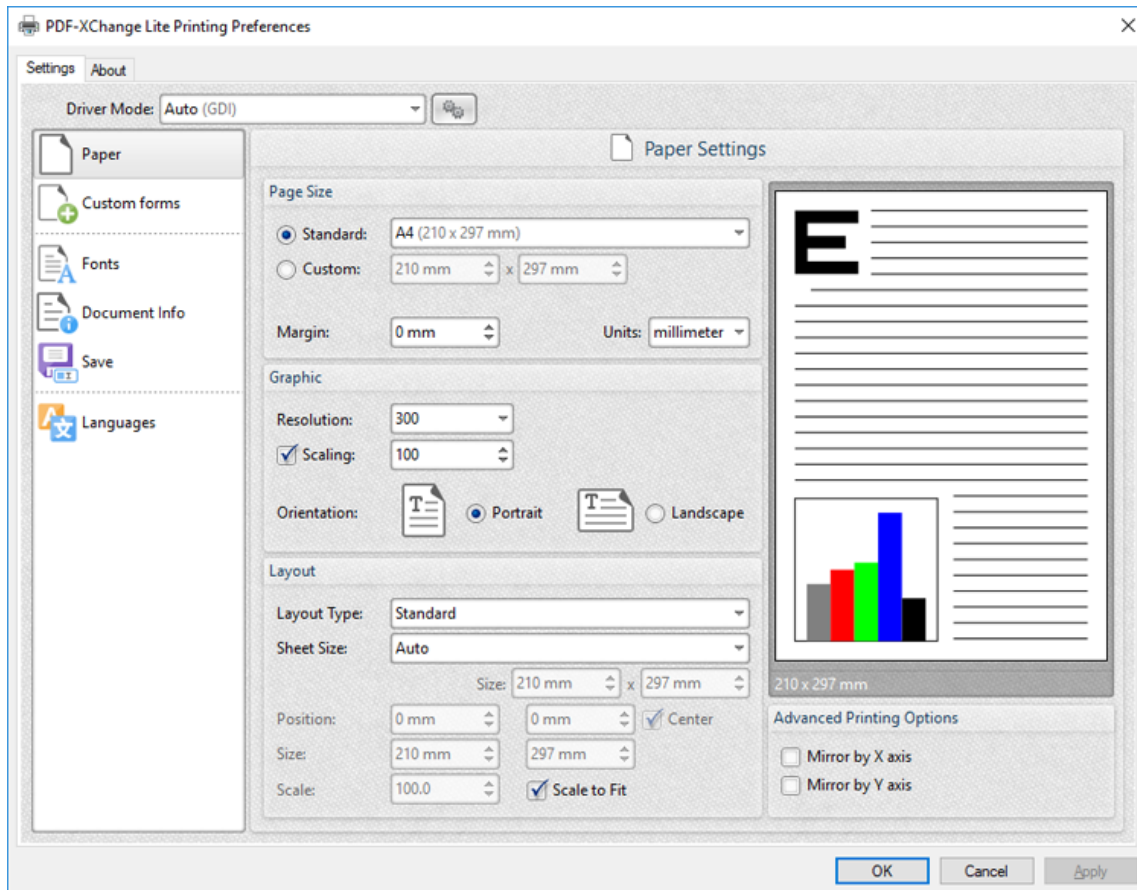 PDF-XChange Lite Printing Preferences
Settings About
Driver Mode: Auto (GDI)
Paper
Custom forms
Fonts
Document Info
Save
Languages
Paper Settings
Page Size
Standard: A4 (210 x 297 mm)
Custom: 210 mm x 297 mm
Margin: 0 mm Units: millimeter
Graphic
Resolution: 300
Scaling: 100
Orientation: T Portrait T Landscape
Layout
Layout Type: Standard
Sheet Size: Auto
Size: 210 mm x 297 mm
Position: 0 mm 0 mm Center
Size: 210 mm 297 mm
Scale: 100.0 Scale to Fit
E
210 x 297 mm
Advanced Printing Options
Mirror by X axis
Mirror by Y axis
OK Cancel Apply